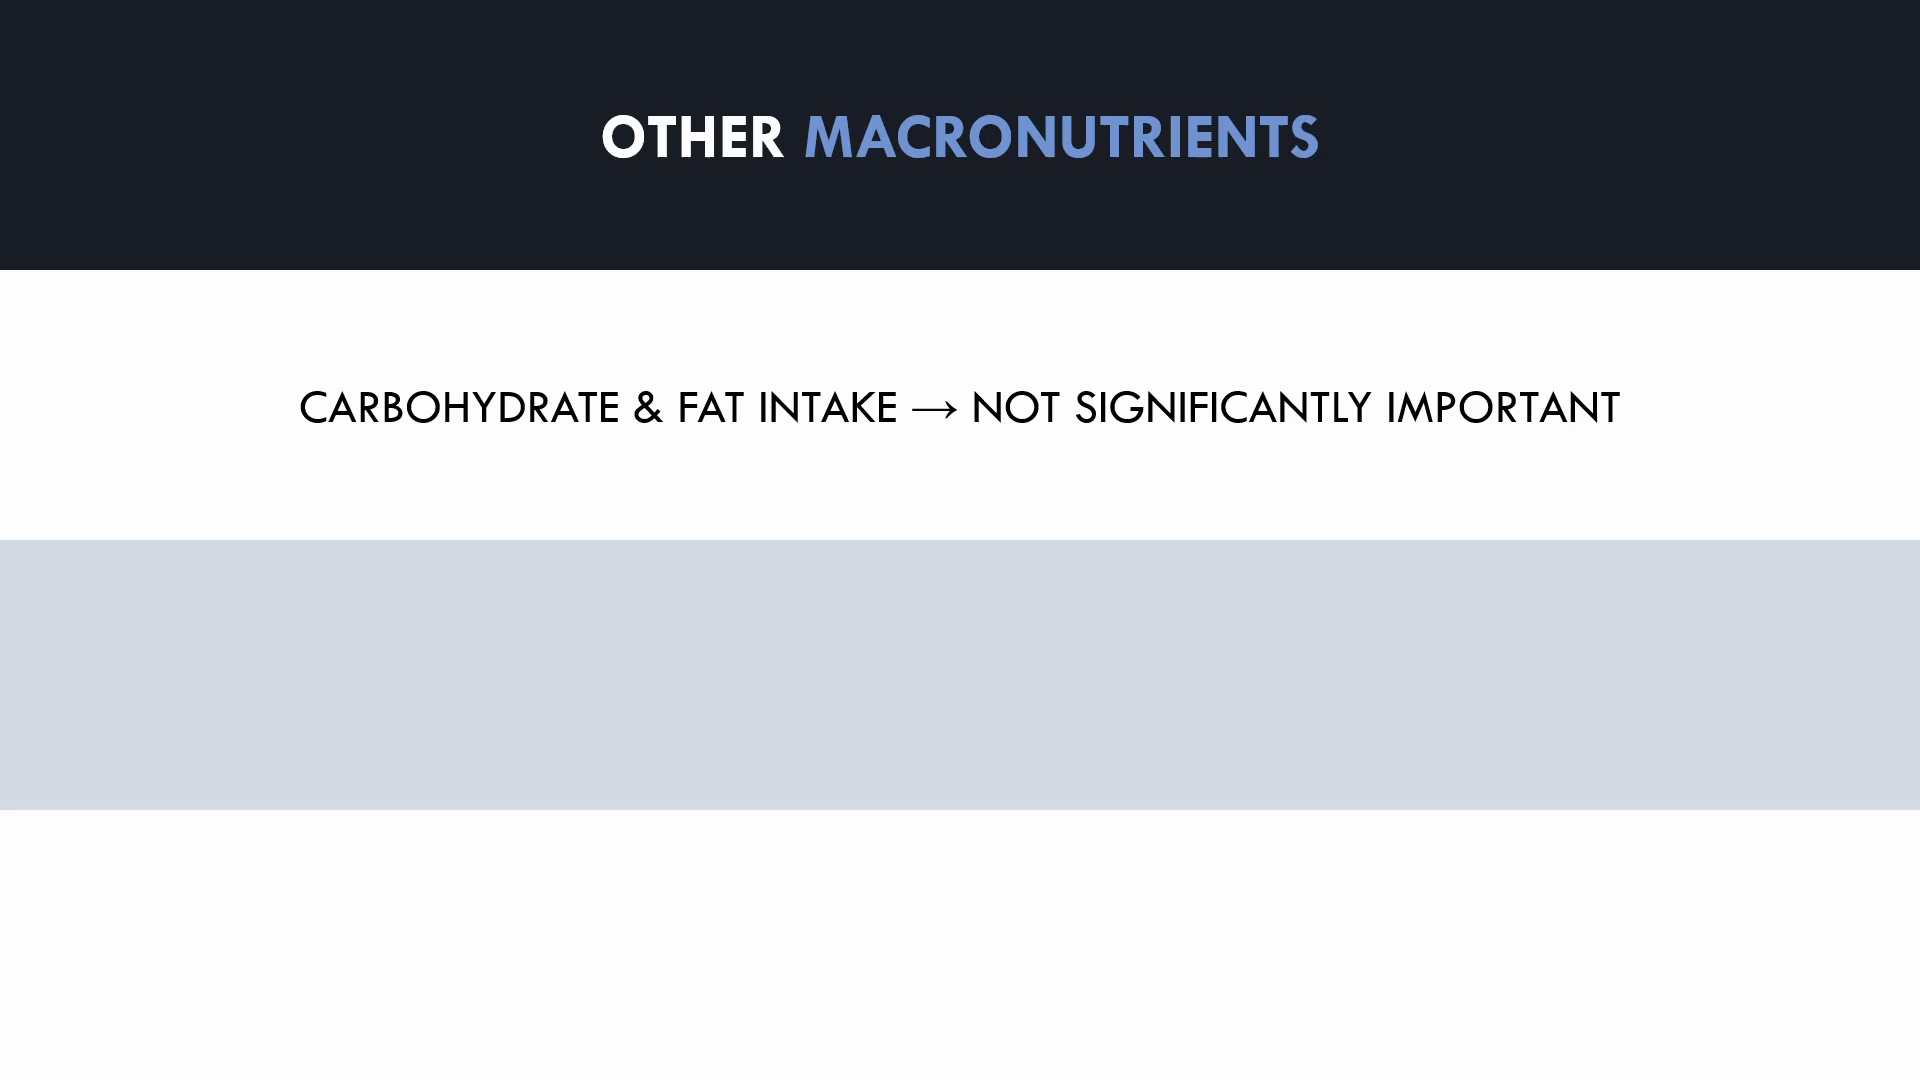 OTHER MACRONUTRIENTS
CARBOHYDRATE & FAT INTAKE → NOT SIGNIFICANTLY IMPORTANT